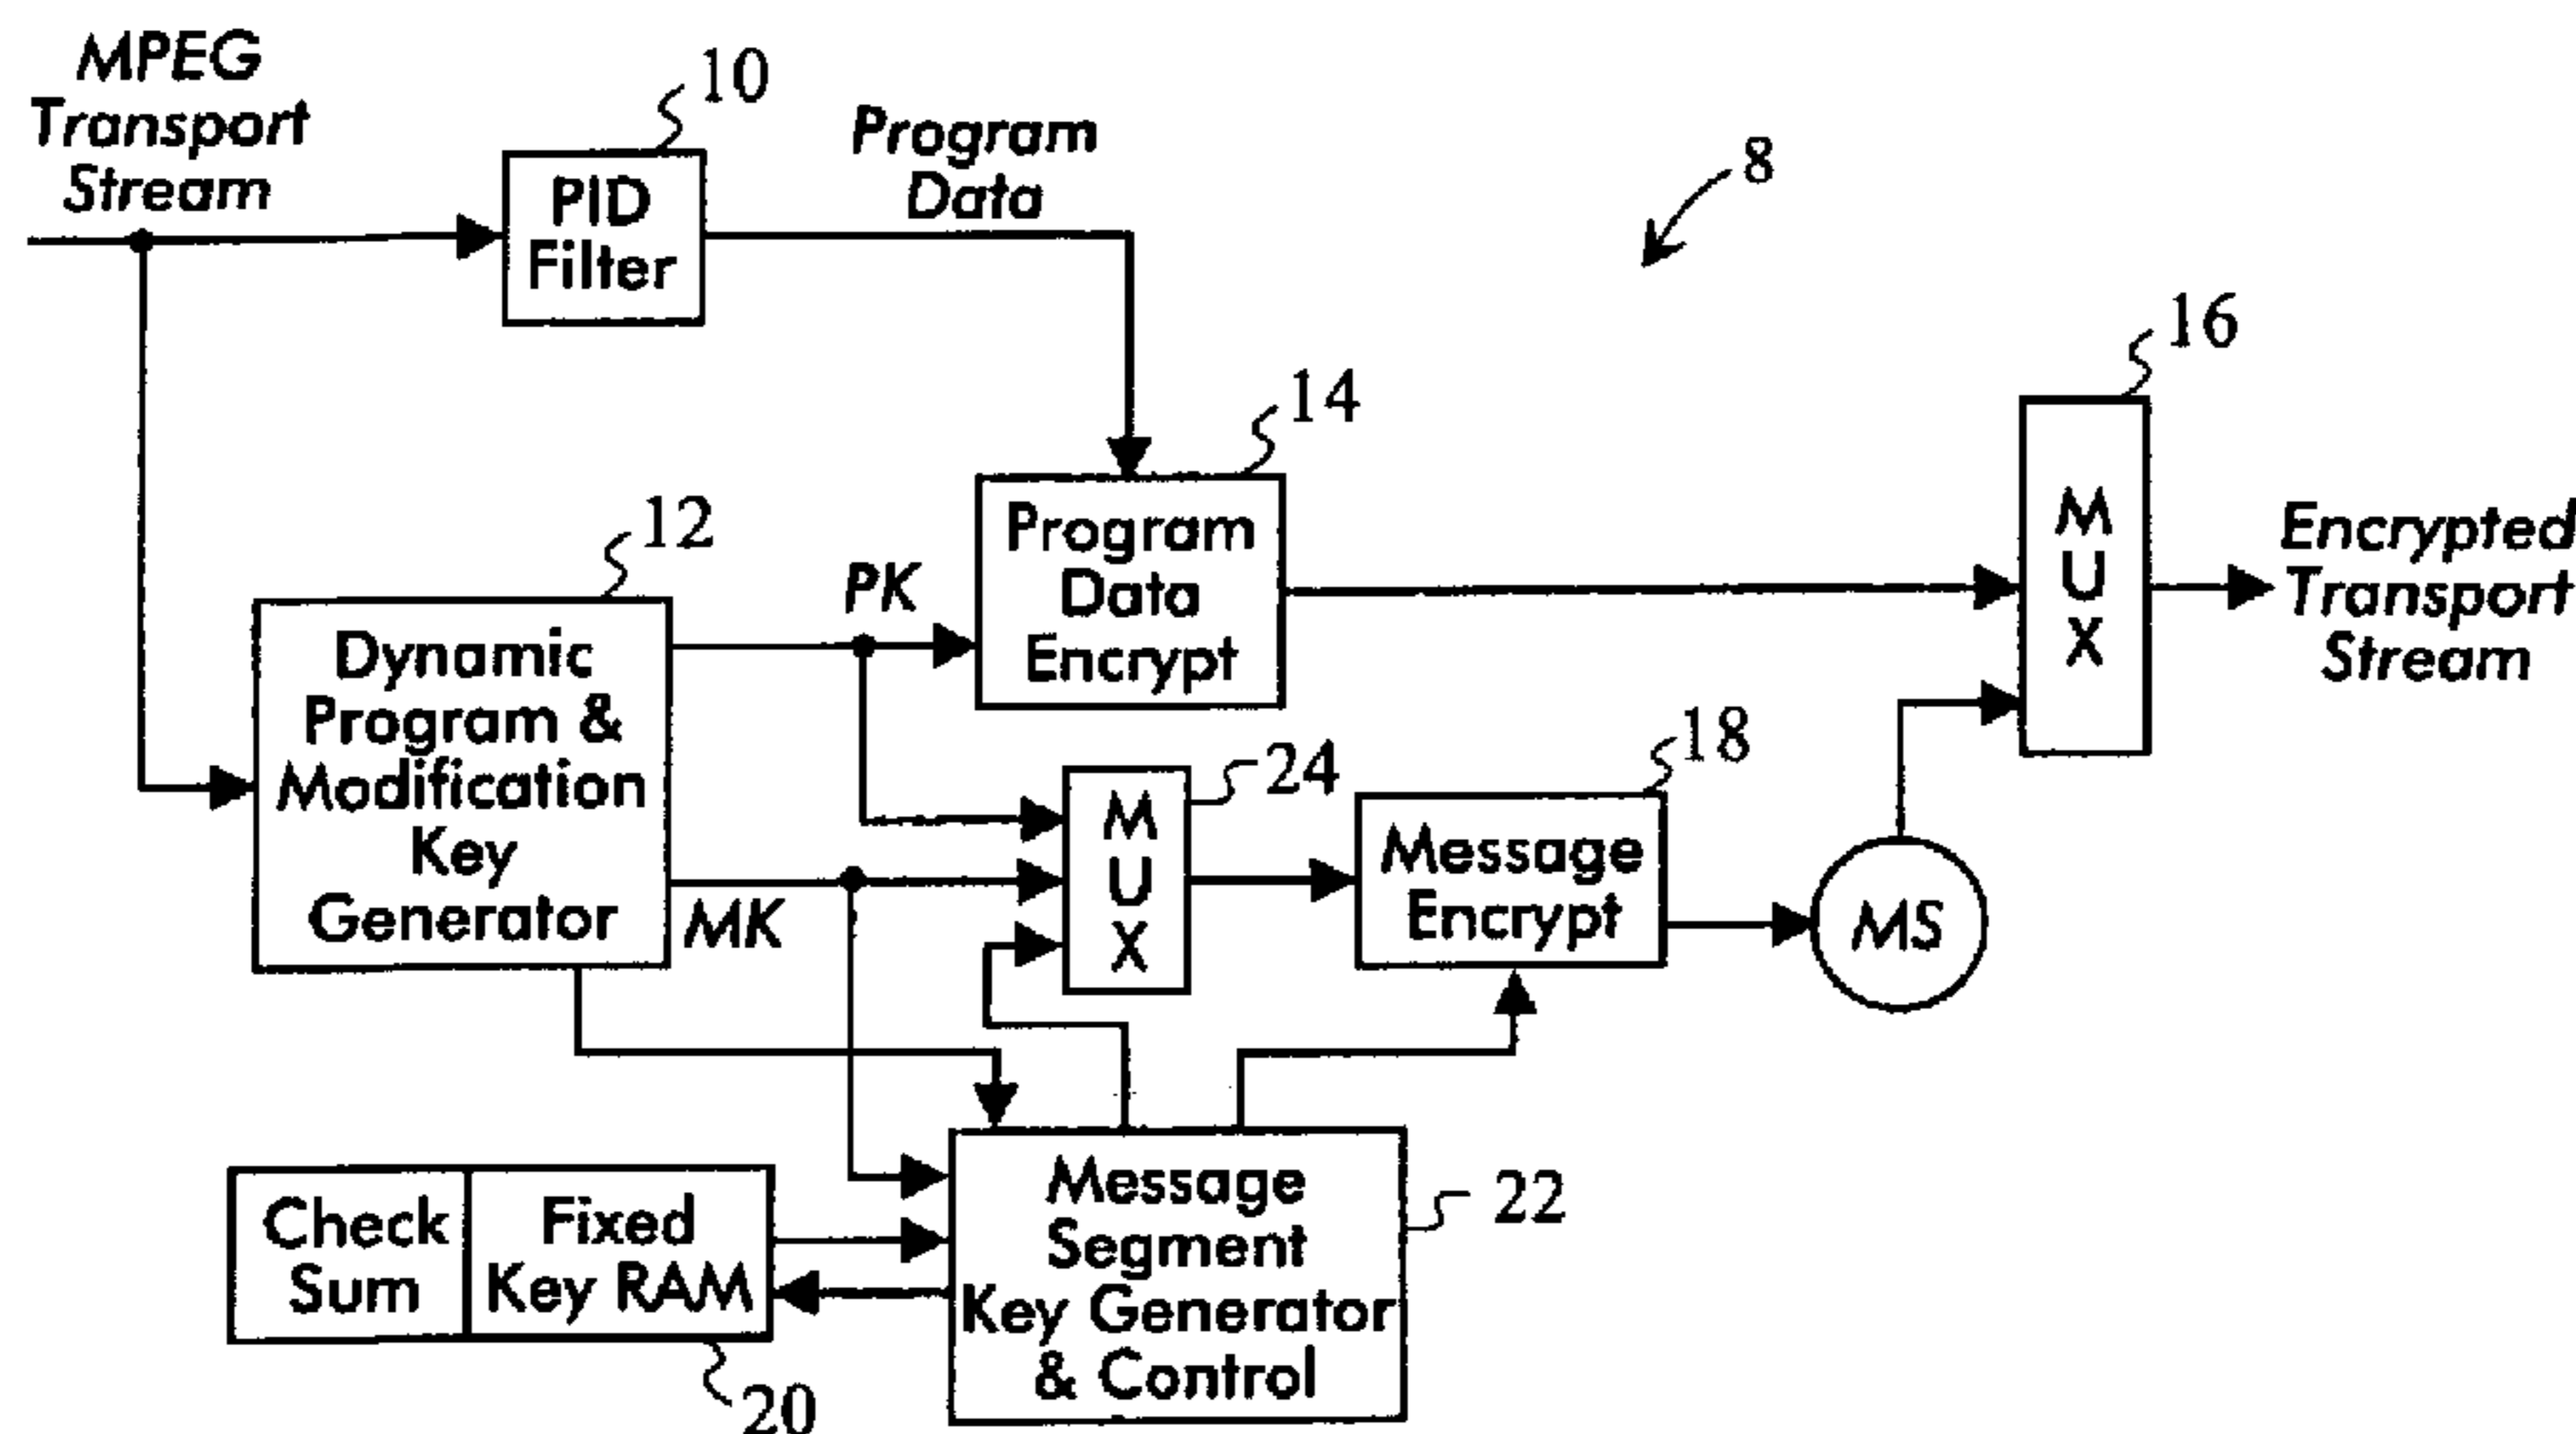 MPEG
Transport
Stream
10
PID
Filter
Program
Data
8
16
M
U
X
Encrypted
Transport
Stream
14
Program
Data
Encrypt
12
Dynamic
Program &
Modification
Key
Generator
PK
MK
24
M
U
X
18
Message
Encrypt
MS
Check
Sum
Fixed
Key RAM
20
Message
Segment
Key Generator
& Control
22